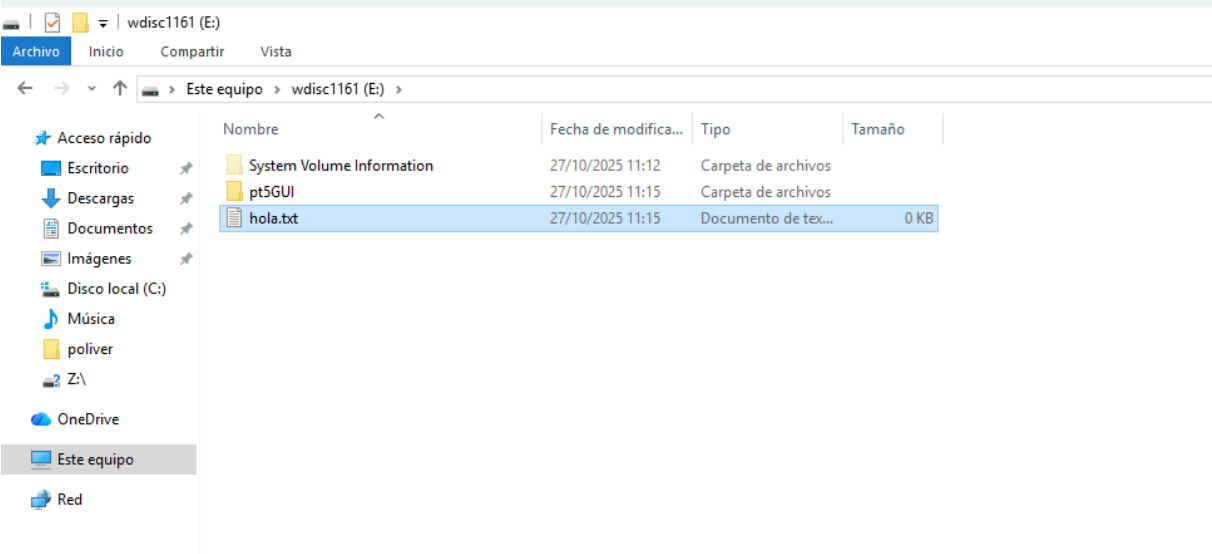 wdisc1161 (E:)
Archivo Inicio Compartir Vista
Este equipo > wdisc1161 (E:) >
Nombre Fecha de modifica... Tipo Tamaño
System Volume Information 27/10/2025 11:12 Carpeta de archivos
pt5GUI 27/10/2025 11:15 Carpeta de archivos
hola.txt 27/10/2025 11:15 Documento de tex... 0 KB
Acceso rápido
Escritorio
Descargas
Documentos
Imágenes
Disco local (C:)
Música
poliver
Z:\
OneDrive
Este equipo
Red